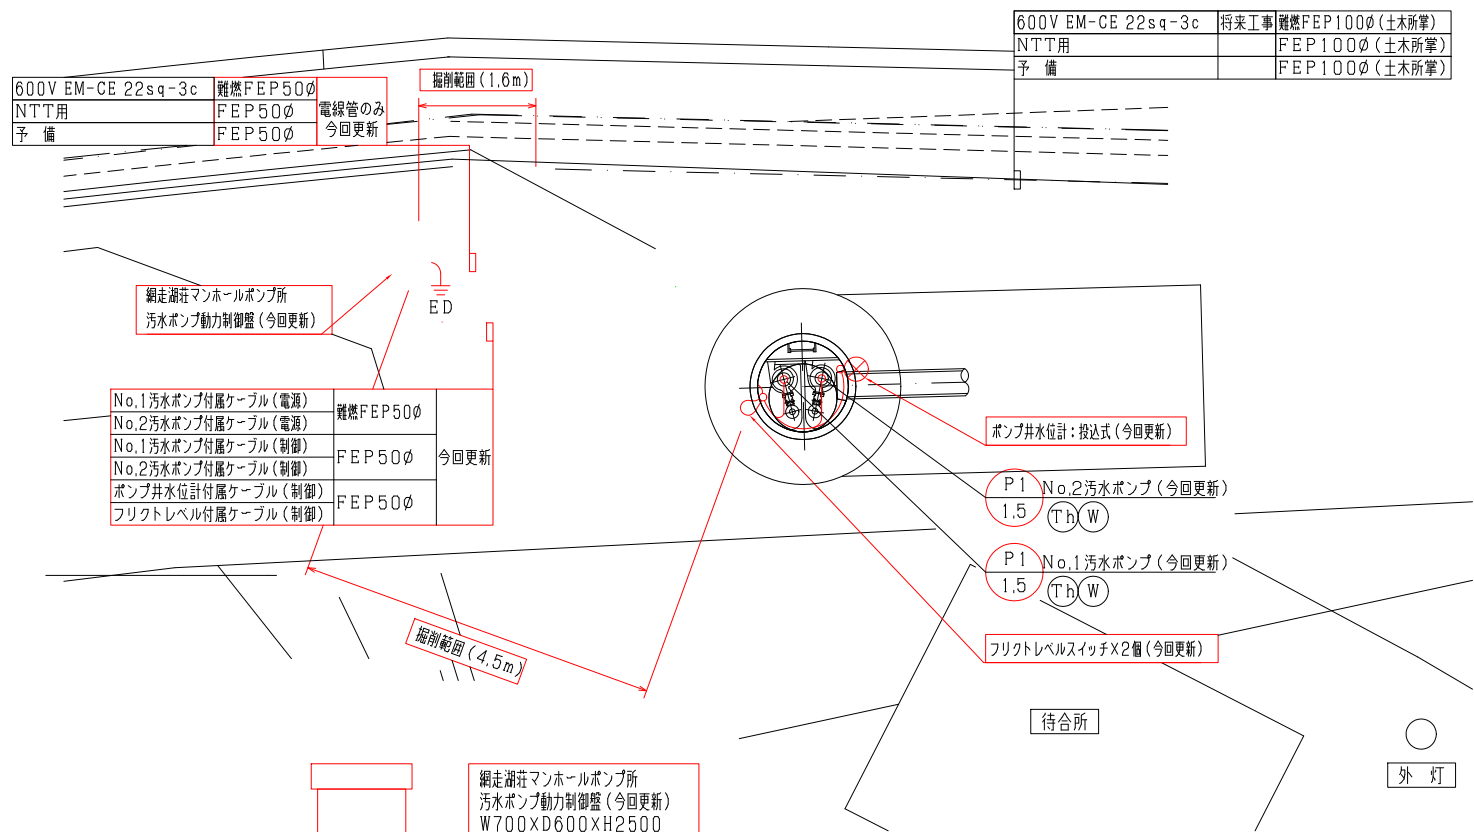 600V EM-CE 22sq-3c 将来工事 難燃FEP100Ø(土木所掌)
NTT用 FEP100Ø(土木所掌)
予 備 FEP100Ø(土木所掌)
600V EM-CE 22sq-3c 難燃FEP50Ø
NTT用 FEP50Ø
予 備 FEP50Ø
電線管のみ
今回更新
掘削範囲(1.6m)
網走湖荘マンホールポンプ所
汚水ポンプ動力制御盤(今回更新)
ED
No.1汚水ポンプ付属ケーブル(電源)
No.2汚水ポンプ付属ケーブル(電源)
難燃FEP50Ø
No.1汚水ポンプ付属ケーブル(制御)
No.2汚水ポンプ付属ケーブル(制御)
FEP50Ø
今回更新
ポンプ井水位計付属ケーブル(制御)
フリクトレベル付属ケーブル(制御)
FEP50Ø
ポンプ井水位計:投込式(今回更新)
P1 No.2汚水ポンプ(今回更新)
1.5 Th W
P1 No.1汚水ポンプ(今回更新)
1.5 Th W
掘削範囲(4.5m)
フリクトレベルスイッチX2個(今回更新)
待合所
外 灯
網走湖荘マンホールポンプ所
汚水ポンプ動力制御盤(今回更新)
W700XD600XH2500